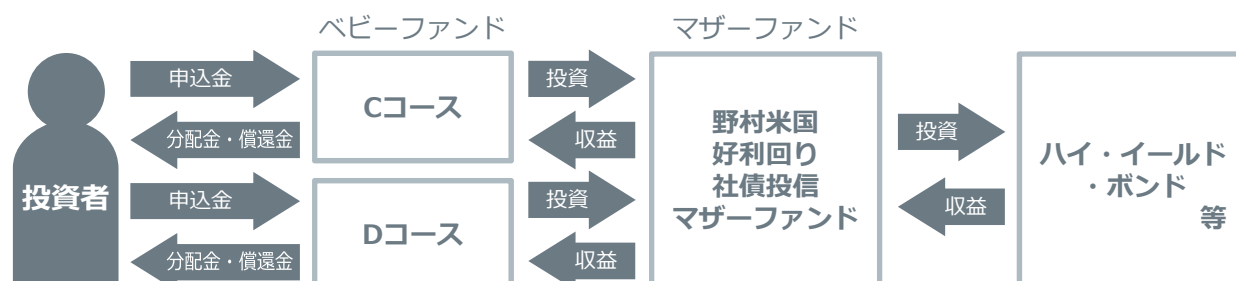 ベビーファンド
マザーファンド
投資者
申込金
分配金・償還金
申込金
分配金・償還金
Cコース
Dコース
投資
収益
投資
収益
野村米国
好利回り
社債投信
マザーファンド
投資
収益
ハイ・イールド
・ボンド
等